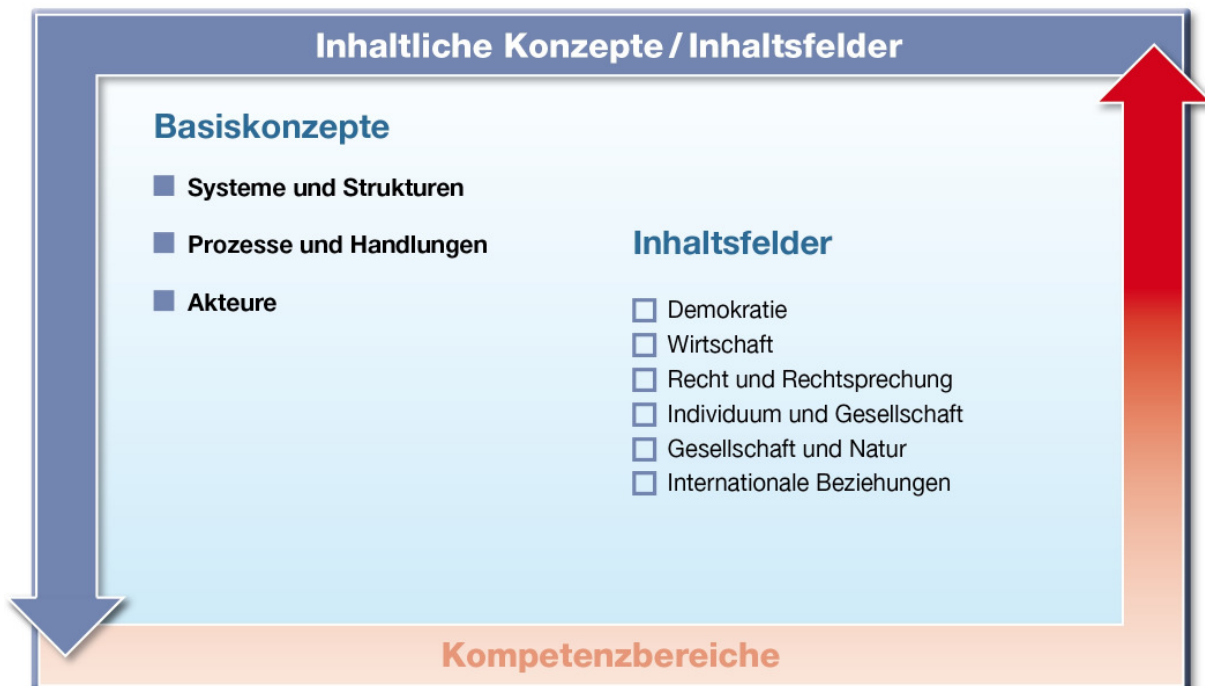 Inhaltliche Konzepte / Inhaltsfelder
Basiskonzepte
Systeme und Strukturen
Prozesse und Handlungen
Akteure
Inhaltsfelder
Demokratie
Wirtschaft
Recht und Rechtsprechung
Individuum und Gesellschaft
Gesellschaft und Natur
Internationale Beziehungen
Kompetenzbereiche